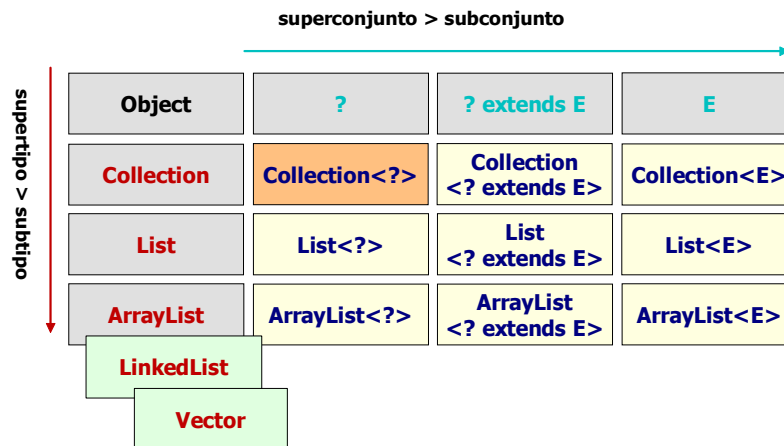 superconjunto > subconjunto
supertipo > subtipo
Object
?
? extends E
E
Collection
Collection<?>
Collection
<? extends E>
Collection<E>
List
List<?>
List
<? extends E>
List<E>
ArrayList
ArrayList<?>
ArrayList
<? extends E>
ArrayList<E>
LinkedList
Vector